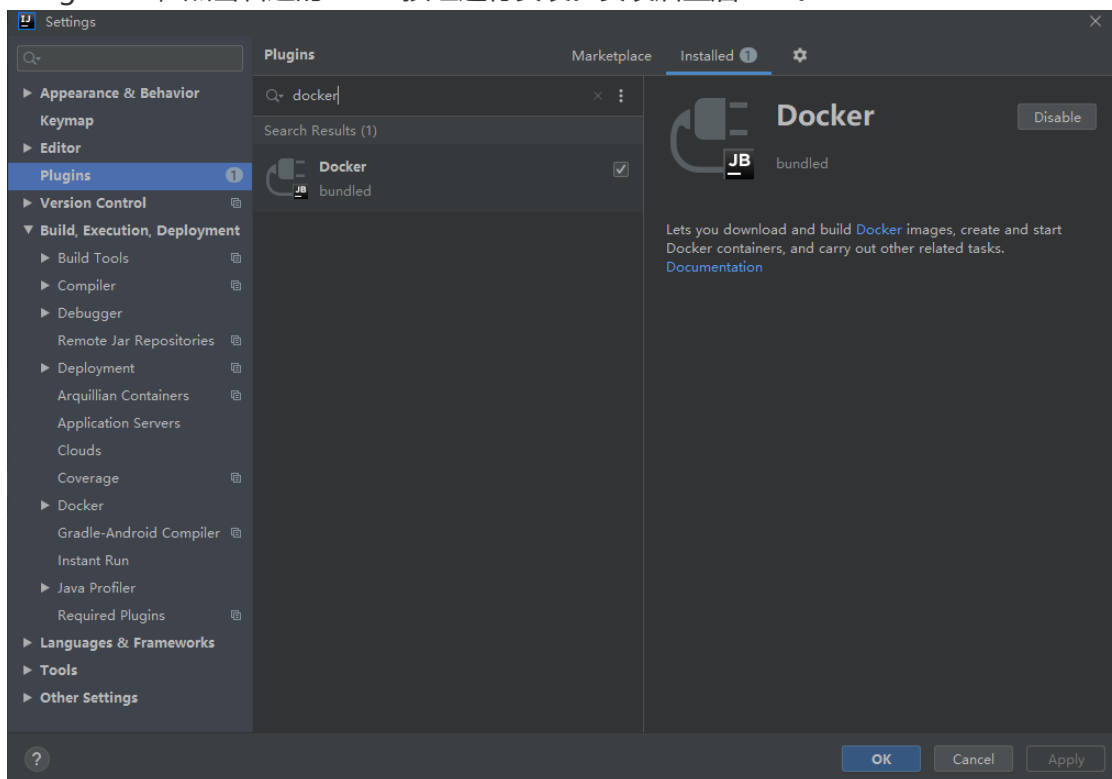 Settings
Plugins
Marketplace
Installed 1
Appearance & Behavior
Keymap
Editor
Plugins 1
Version Control
Build, Execution, Deployment
Build Tools
Compiler
Debugger
Remote Jar Repositories
Deployment
Arquillian Containers
Application Servers
Clouds
Coverage
Docker
Gradle-Android Compiler
Instant Run
Java Profiler
Required Plugins
Languages & Frameworks
Tools
Other Settings
docker
Search Results (1)
Docker
bundled
JB
JB
Docker
Disable
bundled
Lets you download and build Docker images, create and start
Docker containers, and carry out other related tasks.
Documentation
?
OK
Cancel
Apply